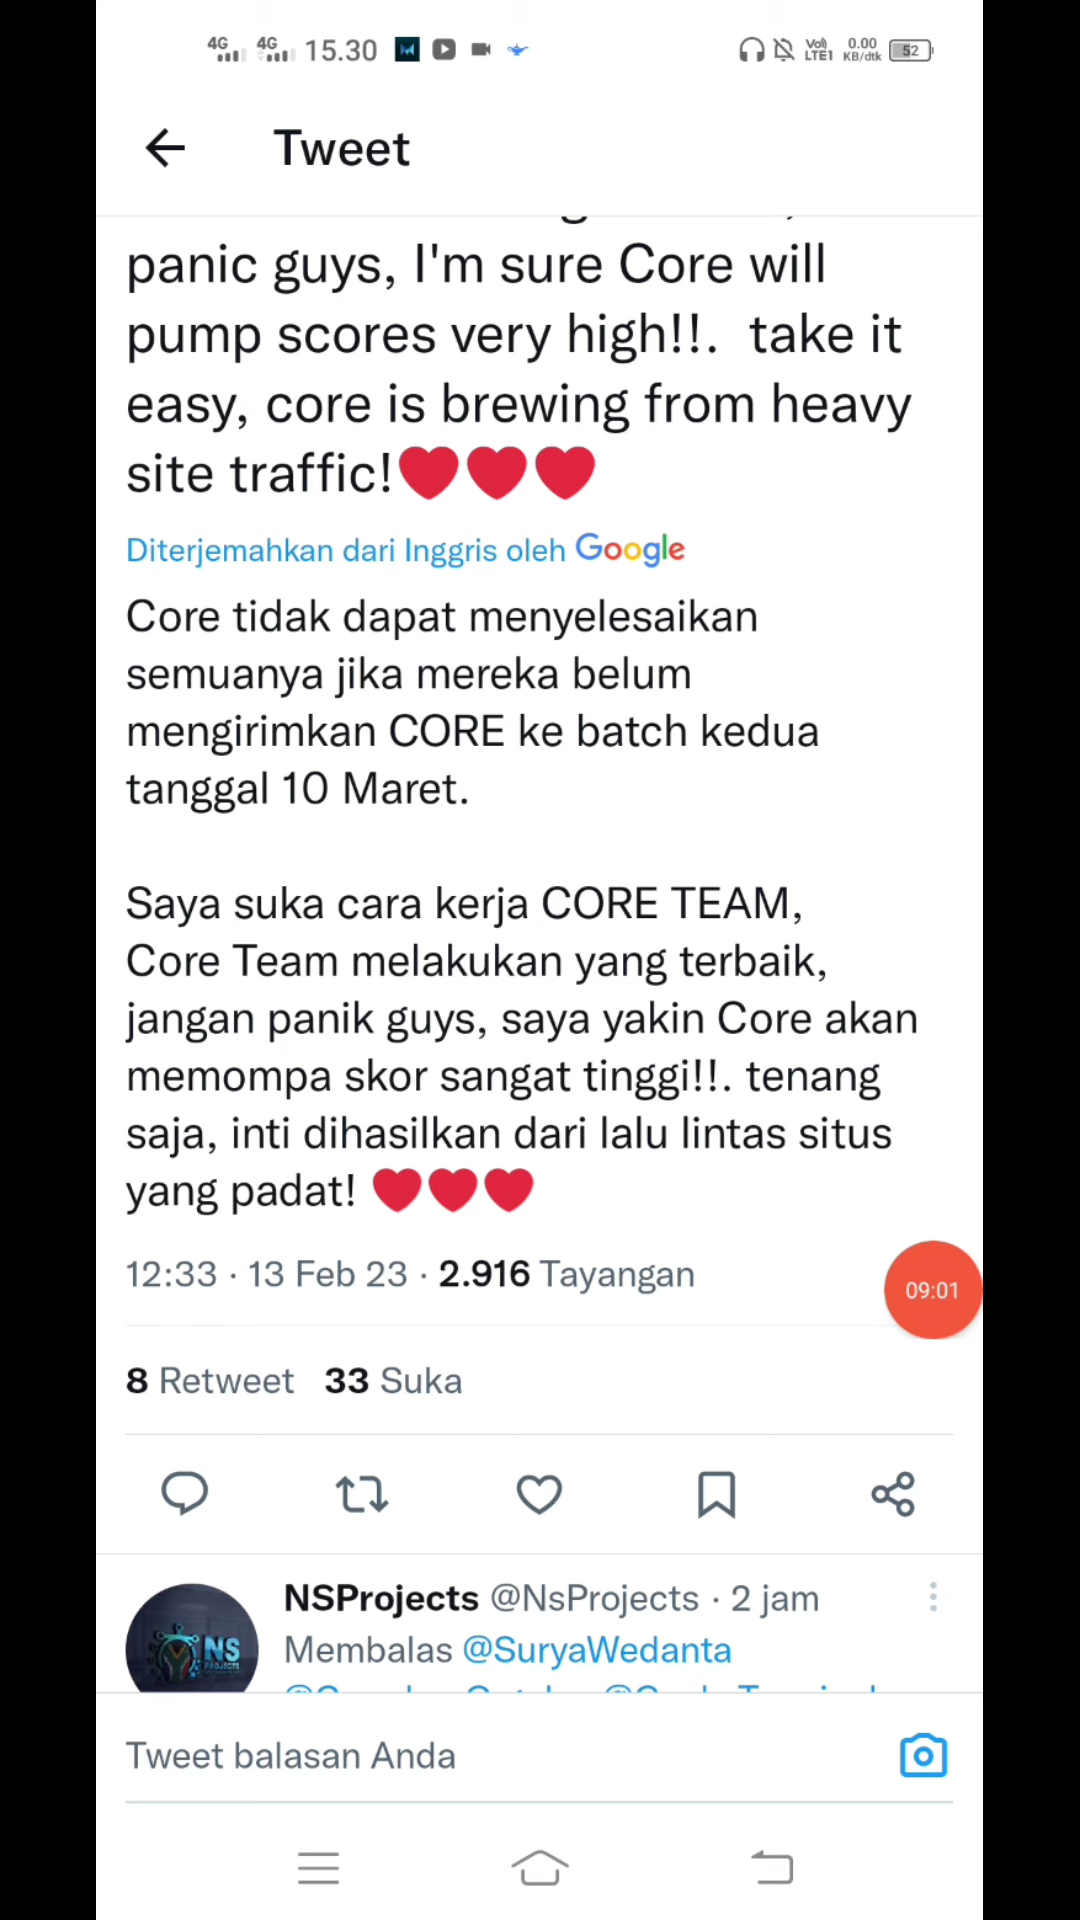 4G 4G 15.30 Vo) LTE1 0.00 KB/dtk 52
Tweet
panic guys, I'm sure Core will
pump scores very high!!. take it
easy, core is brewing from heavy
site traffic!❤❤❤
Diterjemahkan dari Inggris oleh Google
Core tidak dapat menyelesaikan
semuanya jika mereka belum
mengirimkan CORE ke batch kedua
tanggal 10 Maret.
Saya suka cara kerja CORE TEAM,
Core Team melakukan yang terbaik,
jangan panik guys, saya yakin Core akan
memompa skor sangat tinggi!!. tenang
saja, inti dihasilkan dari lalu lintas situs
yang padat! ❤❤❤
12:33 · 13 Feb 23 · 2.916 Tayangan
09:01
8 Retweet 33 Suka
NSProjects @NsProjects · 2 jam
NS
PROJECTS
Membalas @SuryaWedanta
Tweet balasan Anda